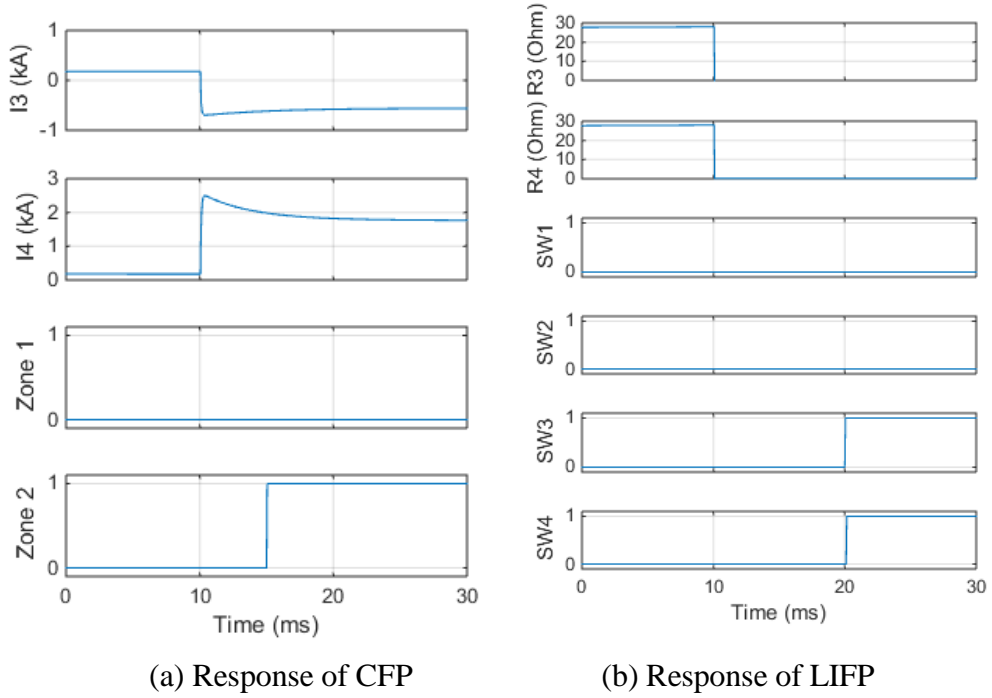 I3 (kA)
1
0
-1
I4 (kA)
3
2
1
0
Zone 1
1
0
Zone 2
1
0
0
10
20
30
Time (ms)
(a) Response of CFP
R3 (Ohm)
30
20
10
0
R4 (Ohm)
30
20
10
0
SW1
1
0
SW2
1
0
SW3
1
0
SW4
1
0
0
10
20
30
Time (ms)
(b) Response of LIFP